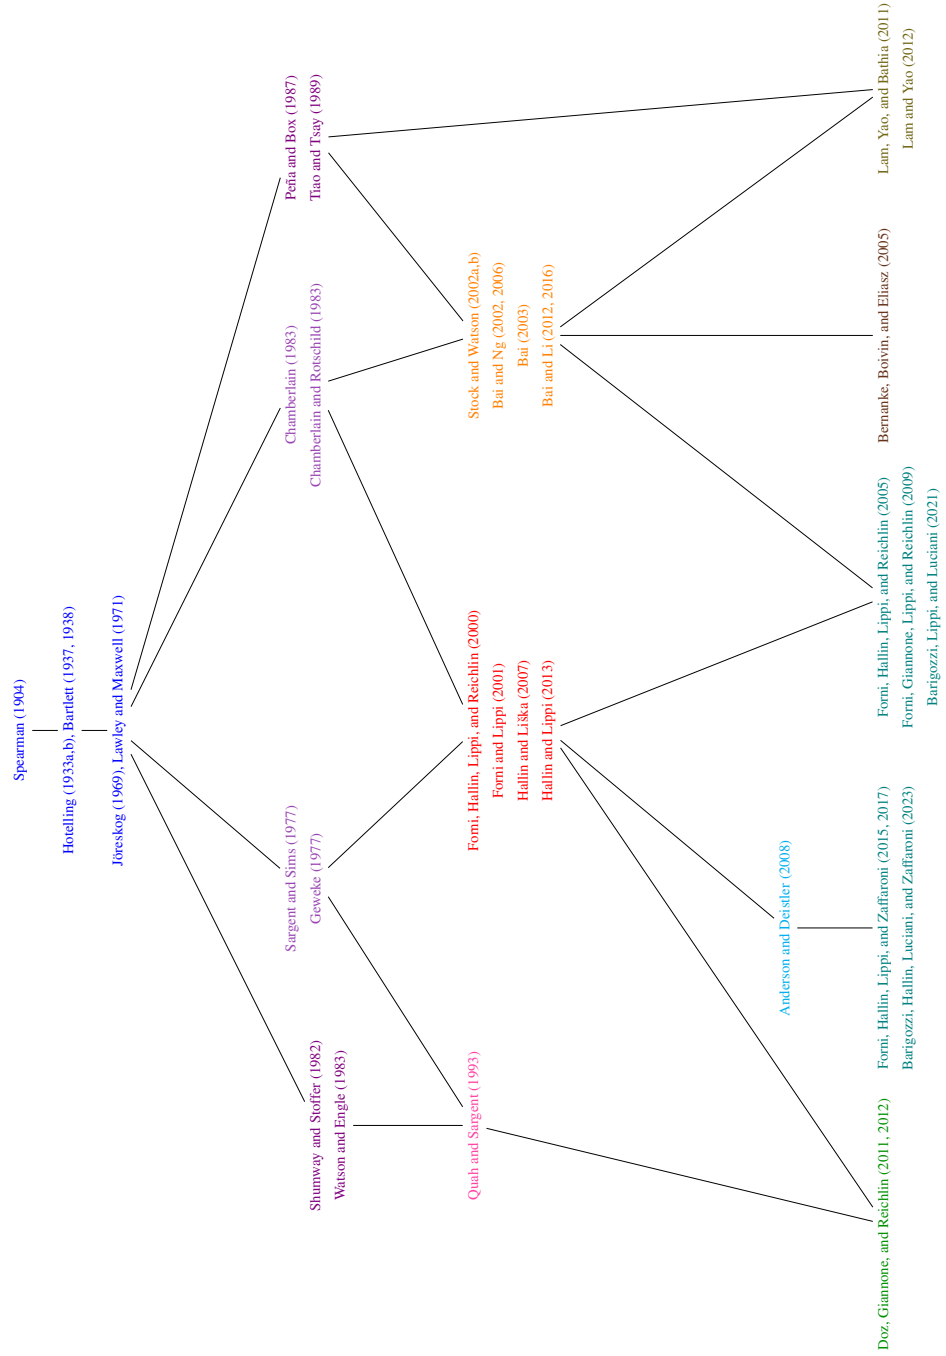 Spearman (1904)
Hotelling (1933a,b), Bartlett (1937, 1938)
Jöreskog (1969), Lawley and Maxwell (1971)
Shumway and Stoffer (1982)
Watson and Engle (1983)
Sargent and Sims (1977)
Geweke (1977)
Chamberlain (1983)
Chamberlain and Rotschild (1983)
Peña and Box (1987)
Tiao and Tsay (1989)
Quah and Sargent (1993)
Forni, Hallin, Lippi, and Reichlin (2000)
Forni and Lippi (2001)
Hallin and Liška (2007)
Hallin and Lippi (2013)
Stock and Watson (2002a,b)
Bai and Ng (2002, 2006)
Bai (2003)
Bai and Li (2012, 2016)
Anderson and Deistler (2008)
Doz, Giannone, and Reichlin (2011, 2012)
Forni, Hallin, Lippi, and Zaffaroni (2015, 2017)
Barigozzi, Hallin, Luciani, and Zaffaroni (2023)
Forni, Hallin, Lippi, and Reichlin (2005)
Forni, Giannone, Lippi, and Reichlin (2009)
Barigozzi, Lippi, and Luciani (2021)
Bernanke, Boivin, and Eliasz (2005)
Lam, Yao, and Bathia (2011)
Lam and Yao (2012)